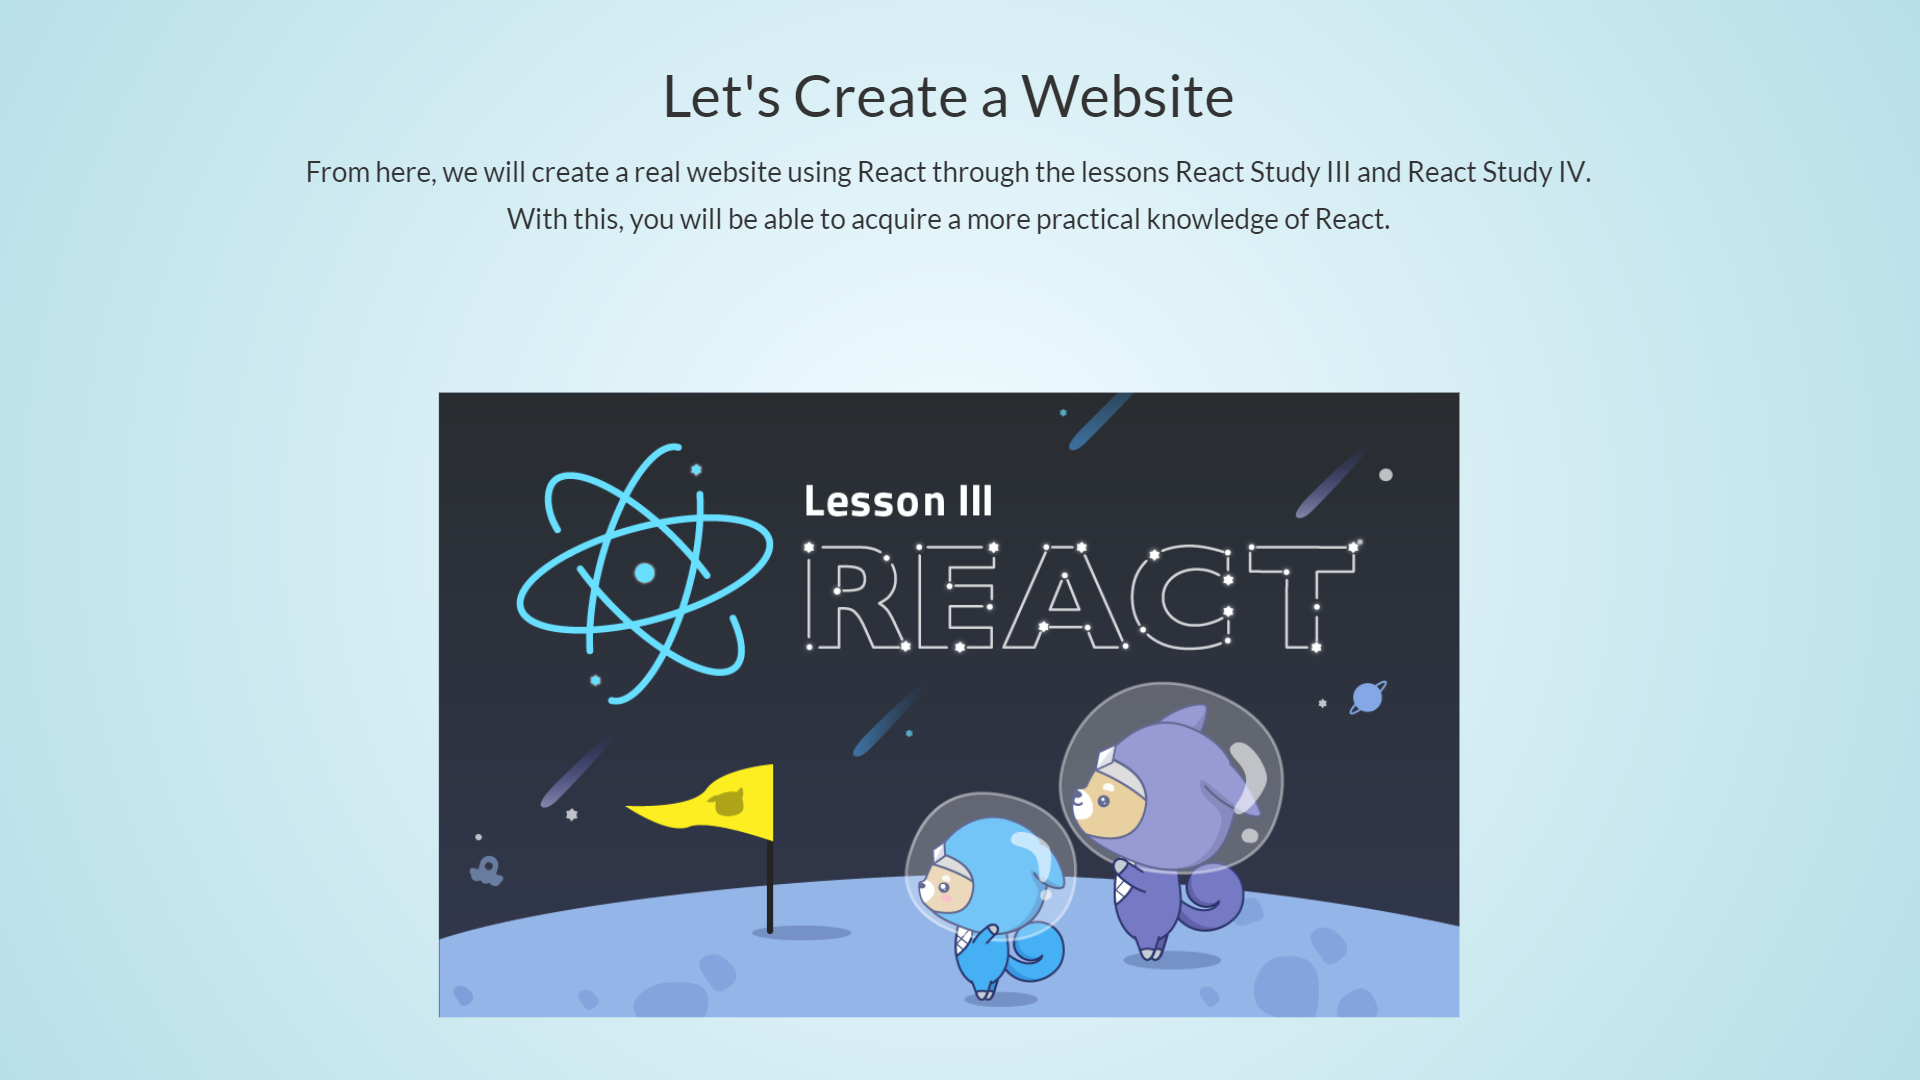 Let's Create a Website
From here, we will create a real website using React through the lessons React Study III and React Study IV.
With this, you will be able to acquire a more practical knowledge of React.
Lesson III
REACT